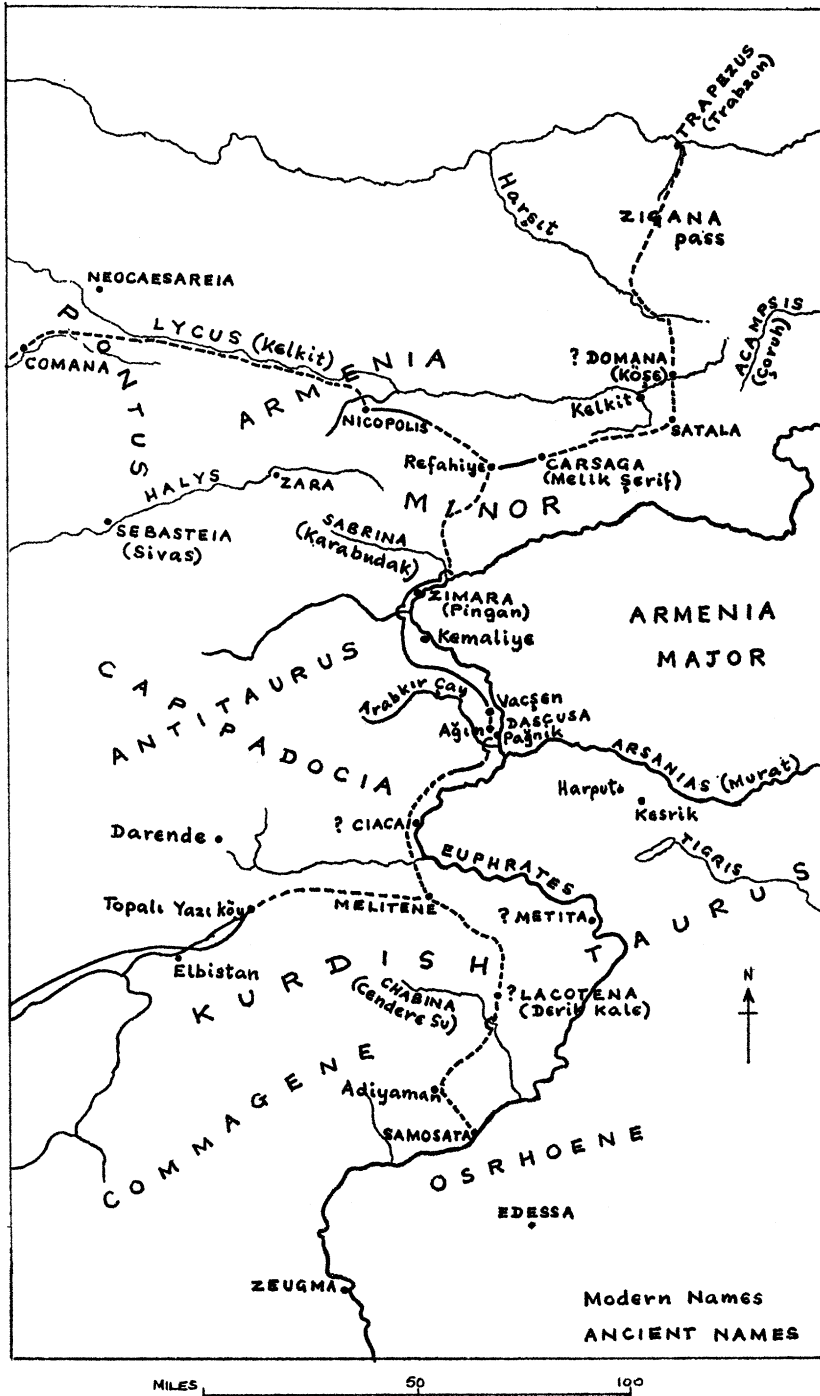 TRAPEZUS
(Trabzon)
Harşıt
ZIGANA
pass
NEOCAESAREIA
PONTUS
LYCUS (Kelkit)
COMANA
ARMENIA
MINOR
ACAMPSIS
(Çoruh)
? DOMANA
(Köse)
Kelkit
NICOPOLIS
SATALA
Refahiye
CARSAGA
(Melik Şerif)
HALYS
ZARA
SEBASTEIA
(Sivas)
SABRINA
(Karabudak)
ZIMARA
(Pingan)
Kemaliye
ARMENIA
MAJOR
CAPPADOCIA
ANTITAURUS
Arabkır Çay
Vacşen
Ağın
DASCUSA
Pağnik
ARSANIAS (Murat)
Harput
Kesrik
? CIACA
Darende
EUPHRATES
TIGRIS
Topalı Yazı köy
MELITENE
? METITA
KURDISH TAURUS
Elbistan
CHABINA
(Cendere Su)
? LACOTENA
(Derik Kale)
N
COMMAGENE
Adiyaman
SAMOSATA
OSRHOENE
EDESSA
ZEUGMA
Modern Names
ANCIENT NAMES
MILES 50 100